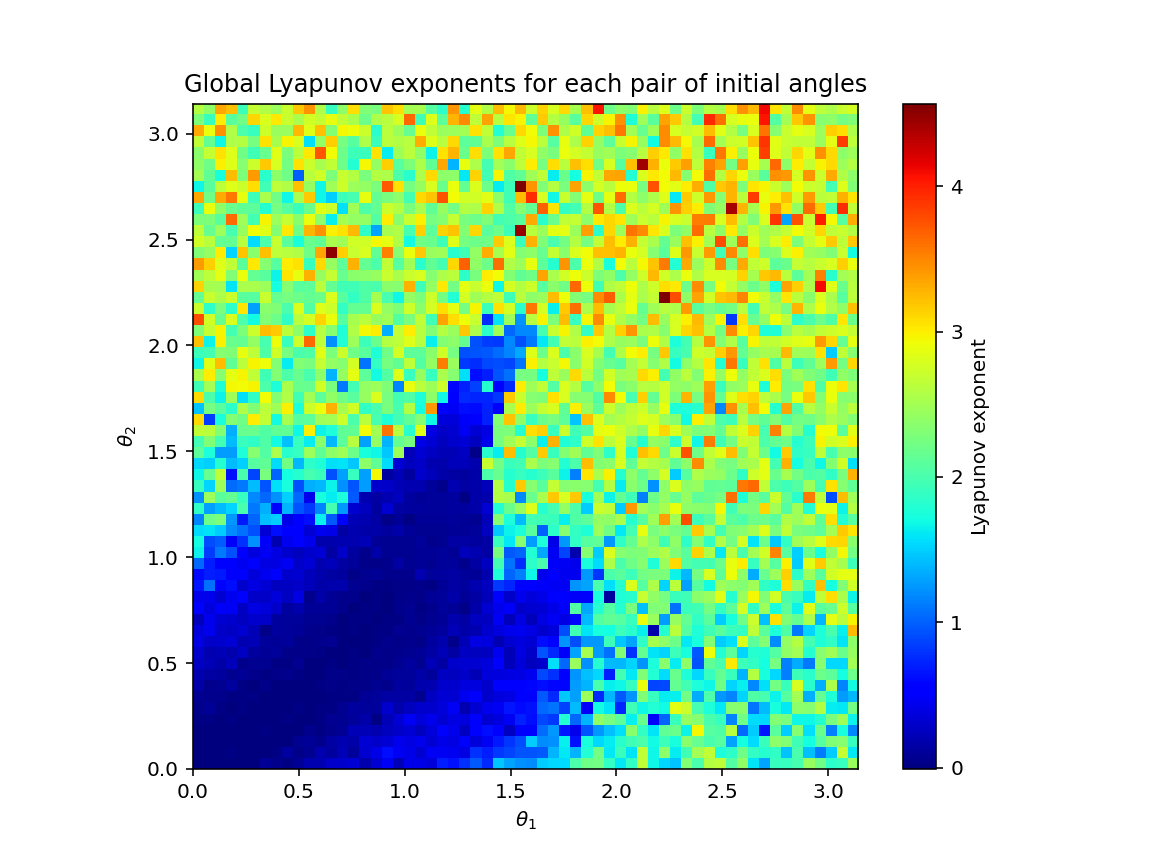 Global Lyapunov exponents for each pair of initial angles
3.0
2.5
2.0
1.5
1.0
0.5
0.0
θ₂
0.0 0.5 1.0 1.5 2.0 2.5 3.0
θ₁
4
3
2
1
0
Lyapunov exponent